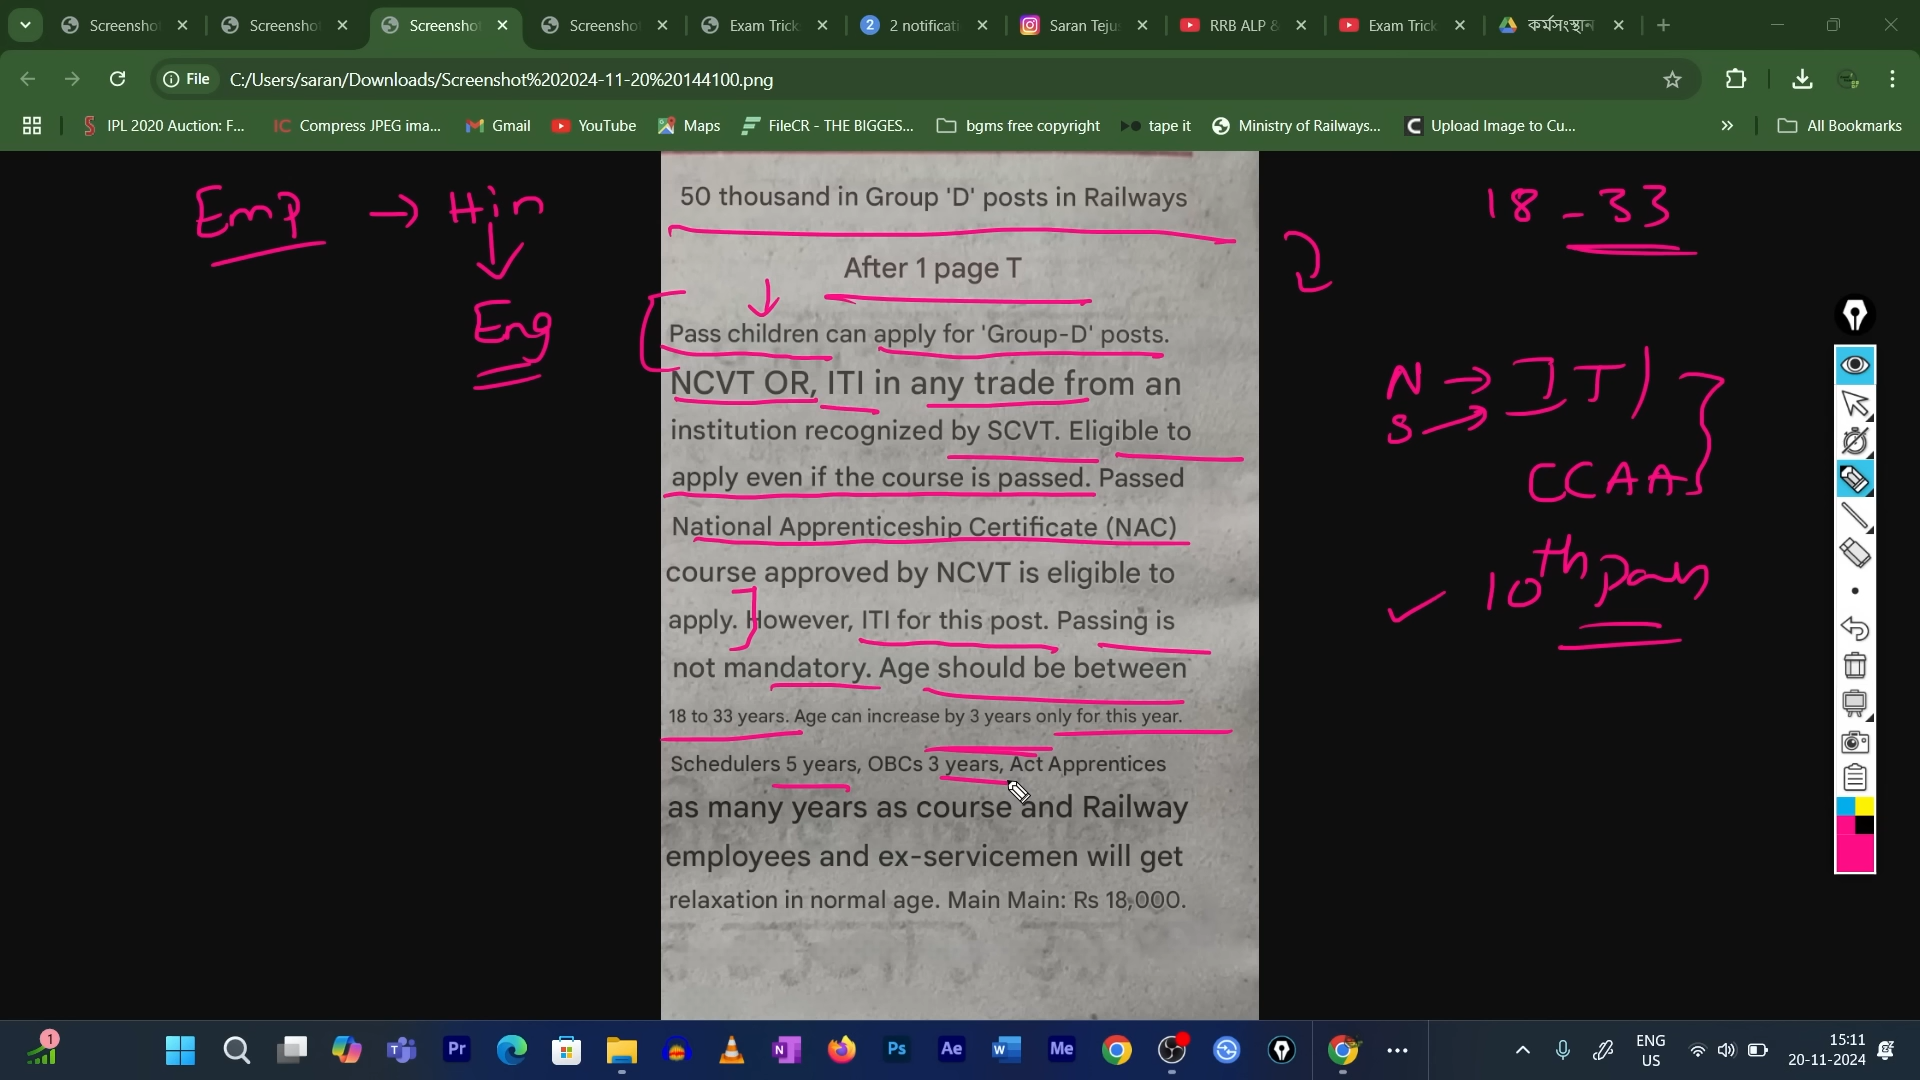 Screenshot
Screenshot
Screenshot
Screenshot
Exam Trick
2 notificati
Saran Teju
RRB ALP &
Exam Trick
কর্মসংস্থান
File
C:/Users/saran/Downloads/Screenshot%202024-11-20%20144100.png
IPL 2020 Auction: F...
Compress JPEG ima...
Gmail
YouTube
Maps
FileCR - THE BIGGES...
bgms free copyright
tape it
Ministry of Railways...
Upload Image to Cu...
All Bookmarks
Emp → Hin
Eng
50 thousand in Group 'D' posts in Railways
After 1 page T
Pass children can apply for 'Group-D' posts.
NCVT OR, ITI in any trade from an
institution recognized by SCVT. Eligible to
apply even if the course is passed. Passed
National Apprenticeship Certificate (NAC)
course approved by NCVT is eligible to
apply. However, ITI for this post. Passing is
not mandatory. Age should be between
18 to 33 years. Age can increase by 3 years only for this year.
Schedulers 5 years, OBCs 3 years, Act Apprentices
as many years as course and Railway
employees and ex-servicemen will get
relaxation in normal age. Main Main: Rs 18,000.
18 - 33
N → ITI
S →
CCAA
10th pass
1
ENG
US
15:11
20-11-2024